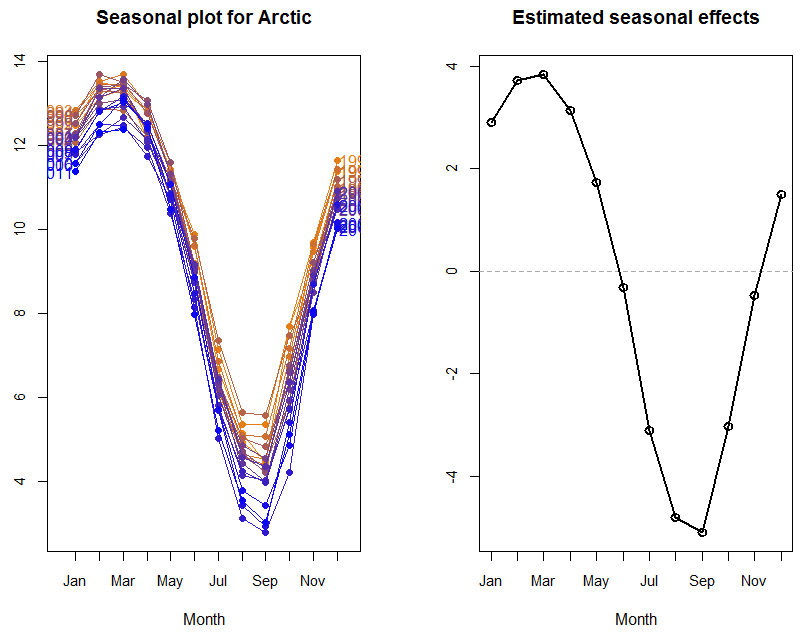 Seasonal plot for Arctic
14
12
10
8
6
4
011
Jan
Mar
May
Jul
Sep
Nov
Month
Estimated seasonal effects
4
2
0
-2
-4
Jan
Mar
May
Jul
Sep
Nov
Month